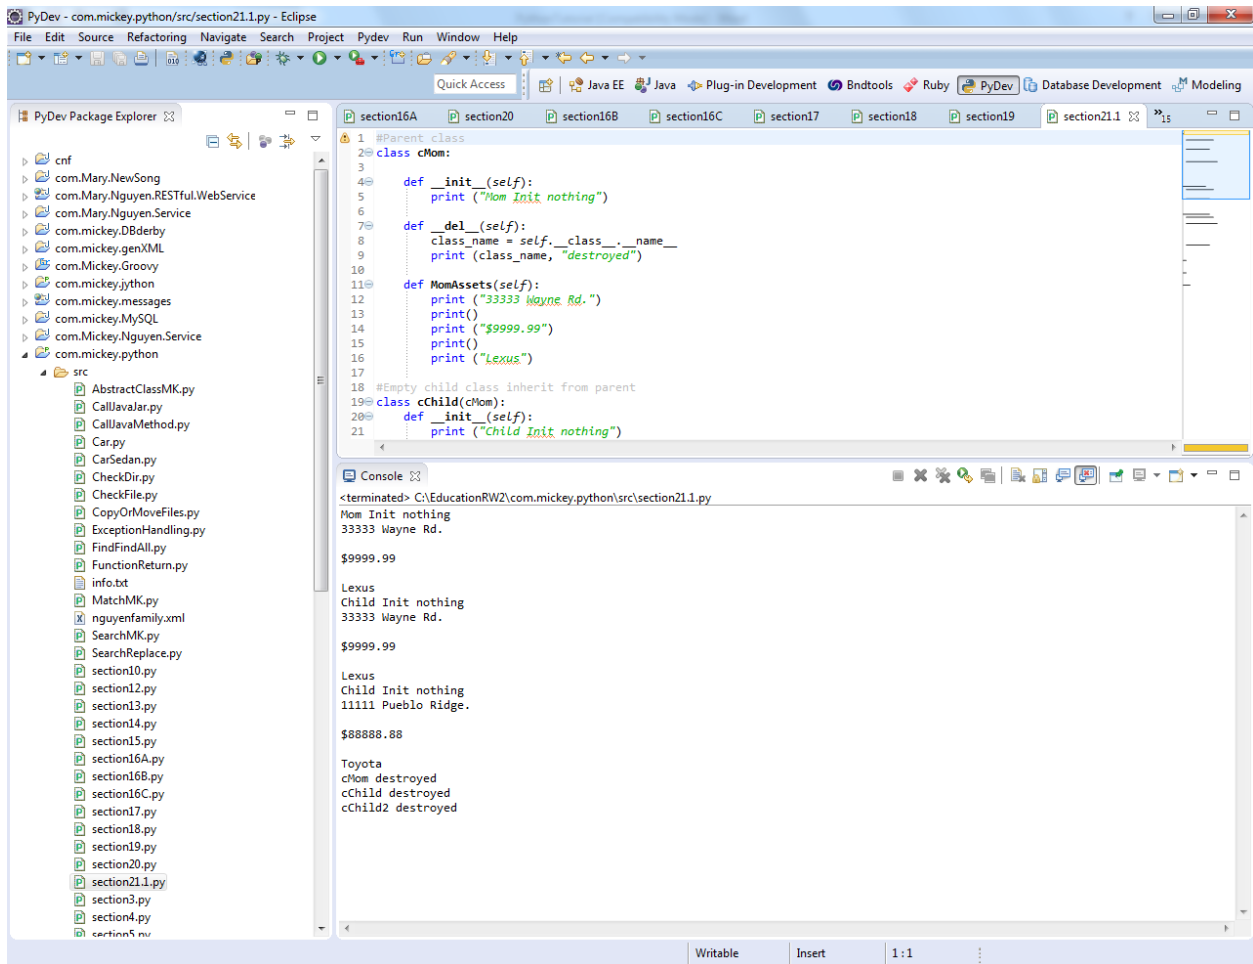 PyDev - com.mickey.python/src/section21.1.py - Eclipse
File Edit Source Refactoring Navigate Search Project Pydev Run Window Help
Quick Access Java EE Java Plug-in Development Bndtools Ruby PyDev Database Development Modeling
PyDev Package Explorer
cnf
com.Mary.NewSong
com.Mary.Nguyen.RESTful.WebService
com.Mary.Nguyen.Service
com.mickey.DBderby
com.mickey.genXML
com.Mickey.Groovy
com.mickey.jython
com.mickey.messages
com.mickey.MySQL
com.Mickey.Nguyen.Service
com.mickey.python
src
AbstractClassMK.py
CallJavaJar.py
CallJavaMethod.py
Car.py
CarSedan.py
CheckDir.py
CheckFile.py
CopyOrMoveFiles.py
ExceptionHandling.py
FindFindAll.py
FunctionReturn.py
info.txt
MatchMK.py
nguyenfamily.xml
SearchMK.py
SearchReplace.py
section10.py
section12.py
section13.py
section14.py
section15.py
section16A.py
section16B.py
section16C.py
section17.py
section18.py
section19.py
section20.py
section21.1.py
section3.py
section4.py
section5.py
section16A section20 section16B section16C section17 section18 section19 section21.1 »15
1 #Parent class
2 class cMom:
3
4 def __init__(self):
5 print ("Mom Init nothing")
6
7 def __del__(self):
8 class_name = self.__class__.__name__
9 print (class_name, "destroyed")
10
11 def MomAssets(self):
12 print ("33333 Wayne Rd.")
13 print()
14 print ("$9999.99")
15 print()
16 print ("Lexus")
17
18 #Empty child class inherit from parent
19 class cChild(cMom):
20 def __init__(self):
21 print ("Child Init nothing")
Console
<terminated> C:\EducationRW2\com.mickey.python\src\section21.1.py
Mom Init nothing
33333 Wayne Rd.
$9999.99
Lexus
Child Init nothing
33333 Wayne Rd.
$9999.99
Lexus
Child Init nothing
11111 Pueblo Ridge.
$88888.88
Toyota
cMom destroyed
cChild destroyed
cChild2 destroyed
Writable Insert 1 : 1